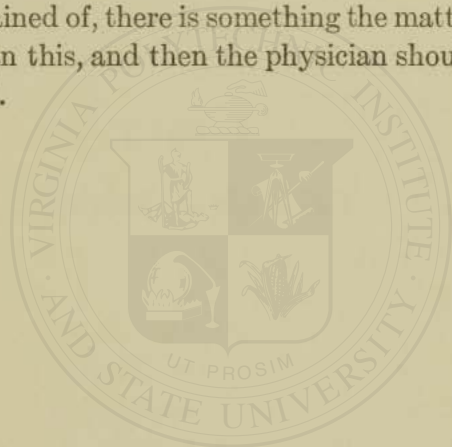 ined of, there is something the matt
n this, and then the physician shou
.
VIRGINIA POLYTECHNIC INSTITUTE
AND STATE UNIVERSITY
UT PROSIM